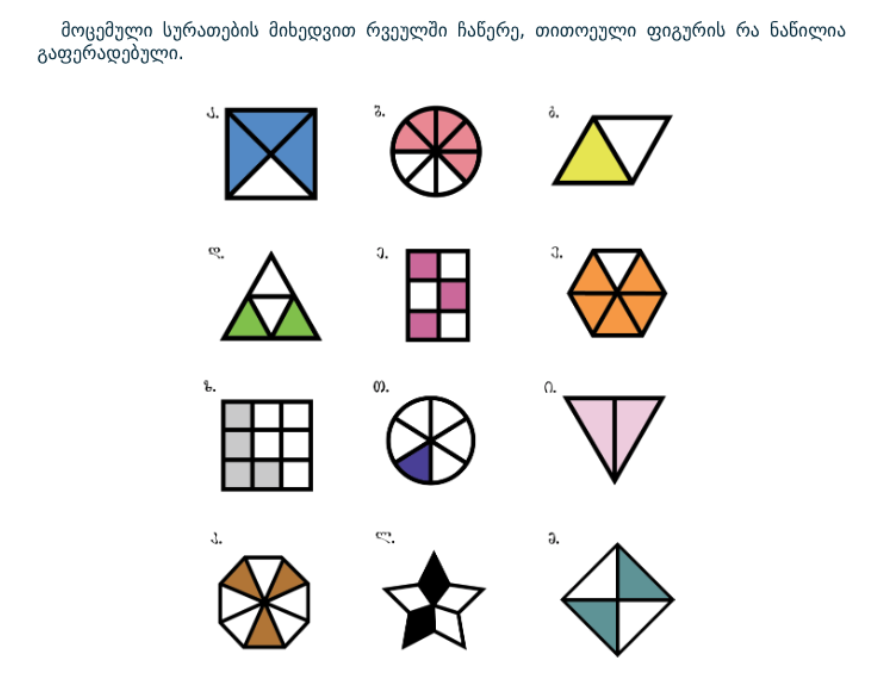 მოცემული სურათების მიხედვით რვეულში ჩაწერე, თითოეული ფიგურის რა ნაწილია
გაფერადებული.
ა. ბ. გ.
დ. ე. ვ.
ზ. თ. ი.
კ. ლ. მ.